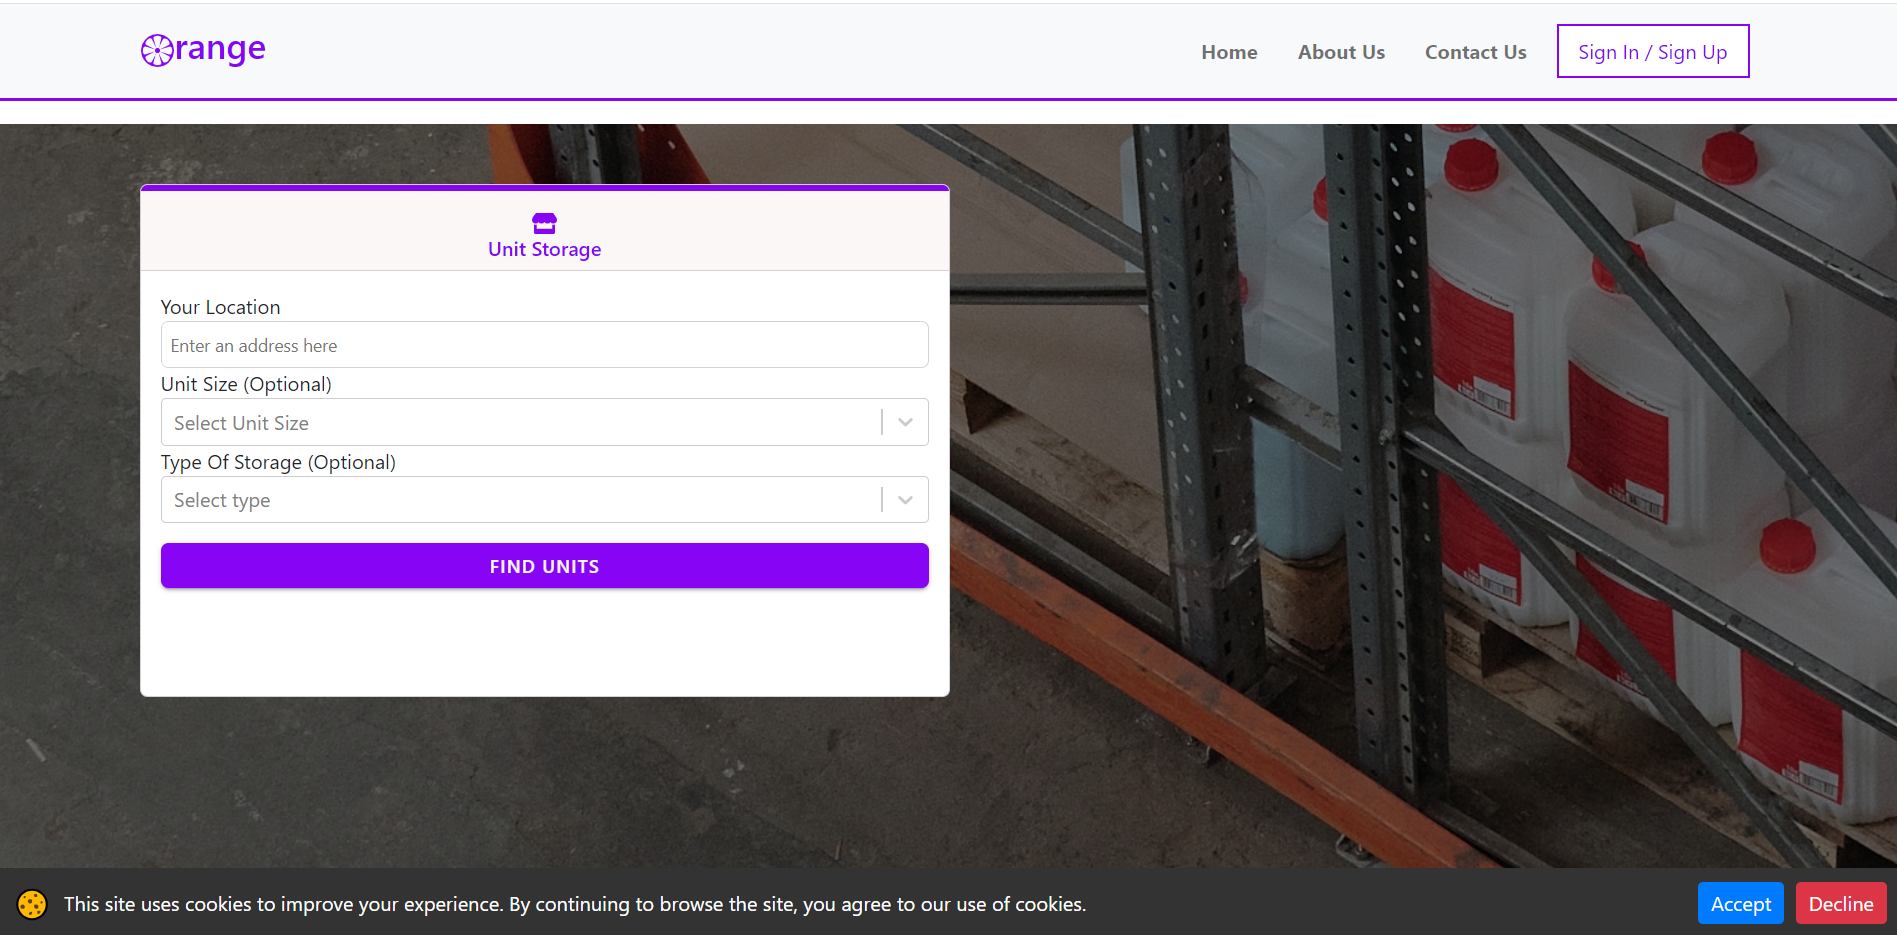 range
Home
About Us
Contact Us
Sign In / Sign Up
Unit Storage
Your Location
Enter an address here
Unit Size (Optional)
Select Unit Size
Type Of Storage (Optional)
Select type
FIND UNITS
This site uses cookies to improve your experience. By continuing to browse the site, you agree to our use of cookies.
Accept
Decline